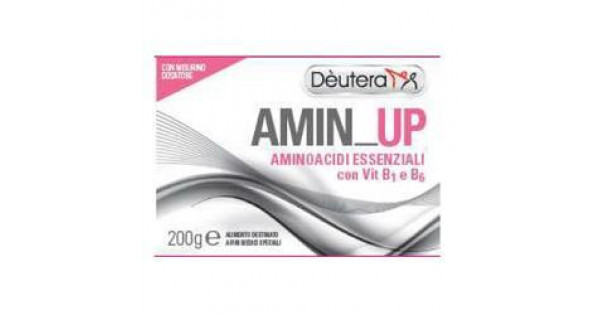 CON MISURINO
DOSATORE
Dèutera
AMIN_UP
AMINOACIDI ESSENZIALI
con Vit B1 e B6
200g e
ALIMENTO DESTINATO
A FINI MEDICI SPECIALI